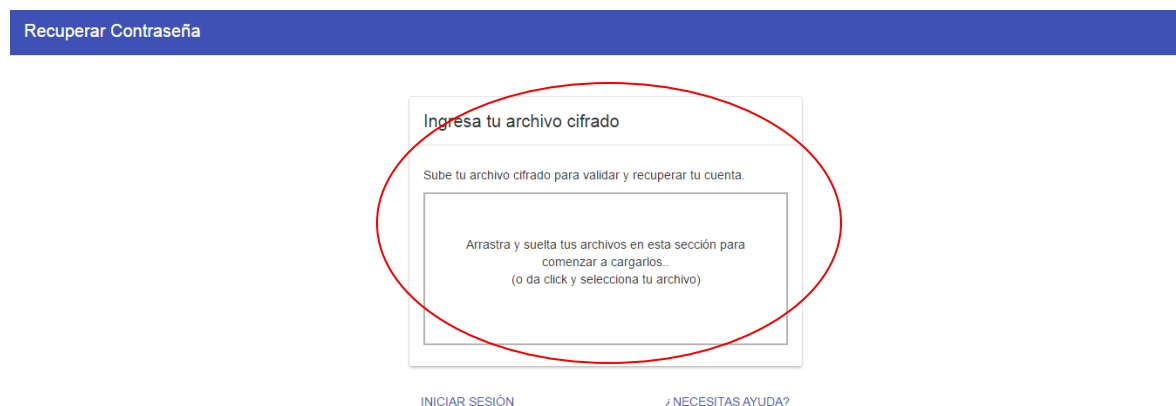 Recuperar Contraseña
Ingresa tu archivo cifrado
Sube tu archivo cifrado para validar y recuperar tu cuenta.
Arrastra y suelta tus archivos en esta sección para
comenzar a cargarlos..
(o da click y selecciona tu archivo)
INICIAR SESIÓN
¿NECESITAS AYUDA?